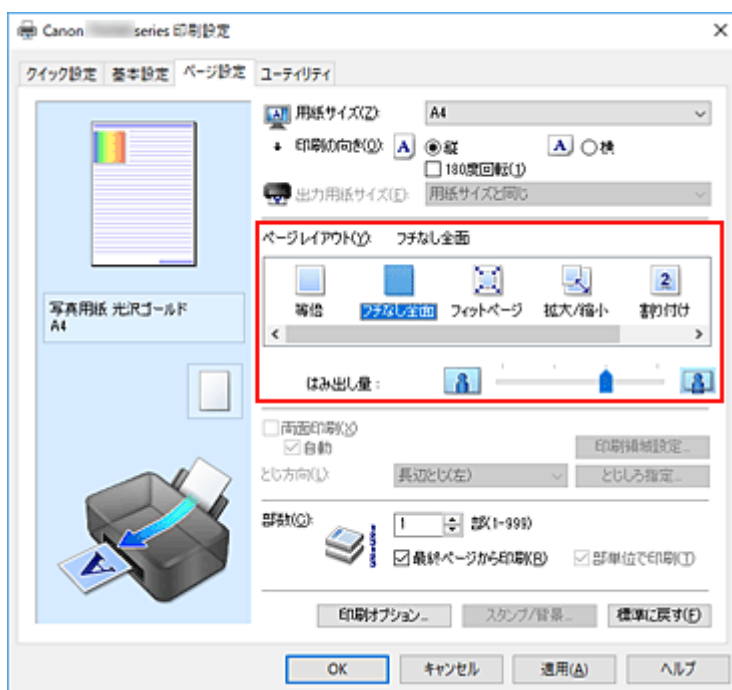 Canon series 印刷設定
クイック設定 基本設定 ページ設定 ユーティリティ
用紙サイズ(Z): A4
印刷の向き(O): A 縦 A 横
180度回転(1)
出力用紙サイズ(E): 用紙サイズと同じ
ページレイアウト(Y): フチなし全面
等倍 フチなし全面 フィットページ 拡大/縮小 割り付け
はみ出し量:
写真用紙 光沢ゴールド
A4
両面印刷(X)
自動
印刷領域設定...
とじ方向(L): 長辺とじ(左) とじしろ指定...
部数(C): 1 部(1-999)
最終ページから印刷(R) 部単位で印刷(T)
印刷オプション... スタンプ/背景... 標準に戻す(F)
OK キャンセル 適用(A) ヘルプ